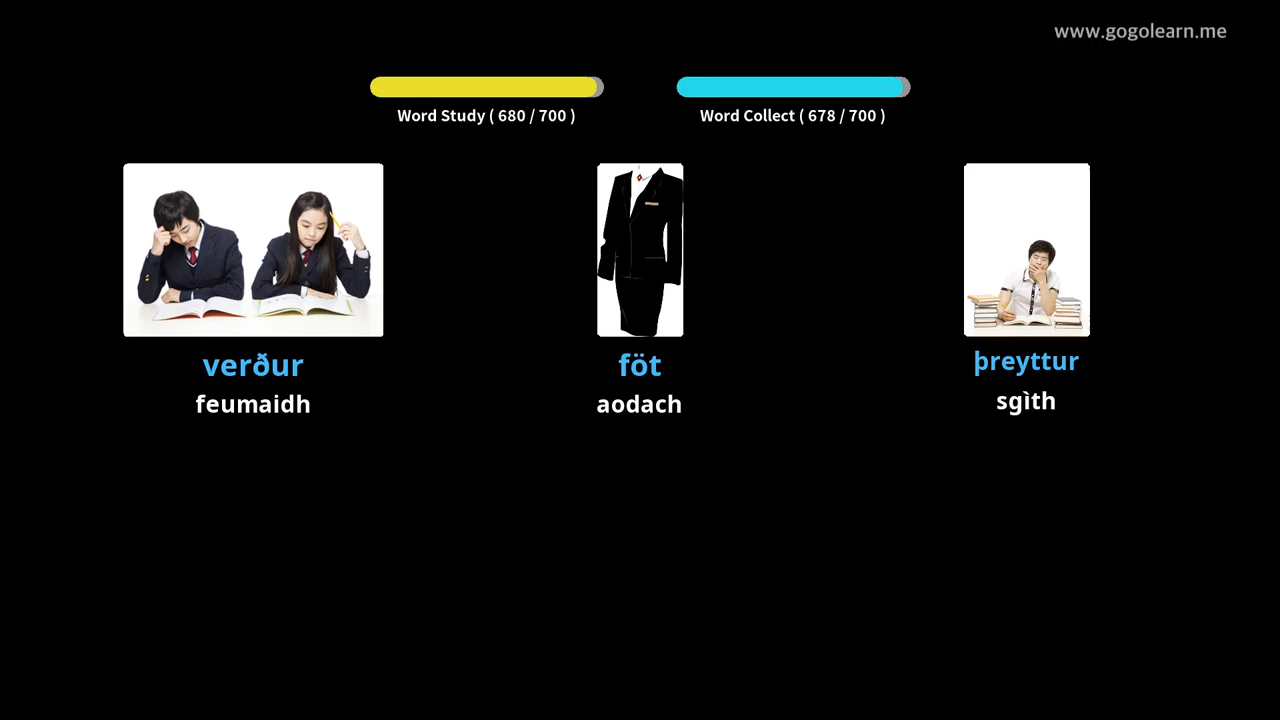 www.gogolearn.me
Word Study ( 680 / 700 )
Word Collect ( 678 / 700 )
verður
föt
þreyttur
feumaidh
aodach
sgìth